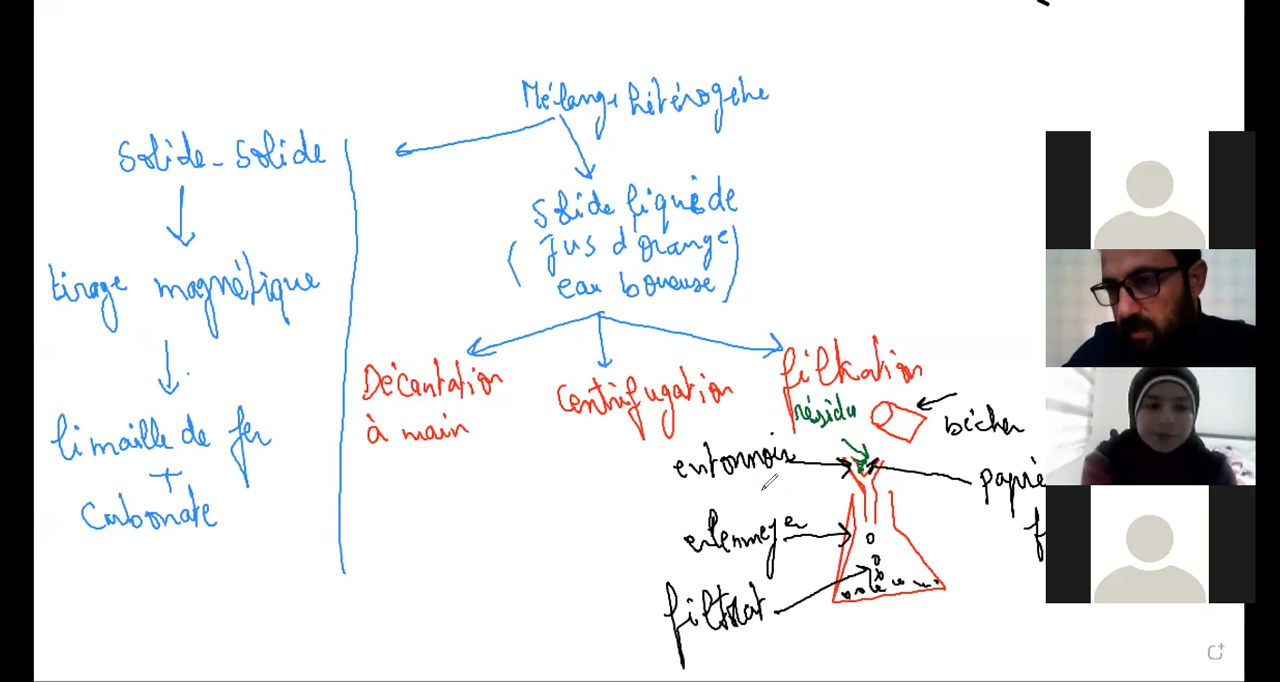 Mélange hétérogène
Solide - Solide
Solide liquide
( Jus d'orange
eau boueuse )
tirage magnétique
limaille de fer
+
Carbonate
Décantation
à main
Centrifugation
filtration
résidu
bécher
entonnoir
papie
f
erlenmeyer
filtrat